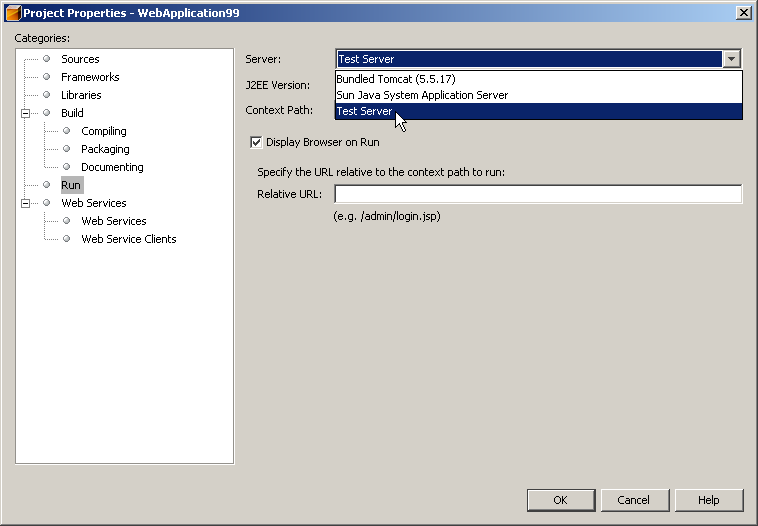 Project Properties - WebApplication99
Categories:
Sources
Frameworks
Libraries
Build
Compiling
Packaging
Documenting
Run
Web Services
Web Services
Web Service Clients
Server: Test Server
Bundled Tomcat (5.5.17)
J2EE Version:
Sun Java System Application Server
Context Path: Test Server
Display Browser on Run
Specify the URL relative to the context path to run:
Relative URL:
(e.g. /admin/login.jsp)
OK Cancel Help